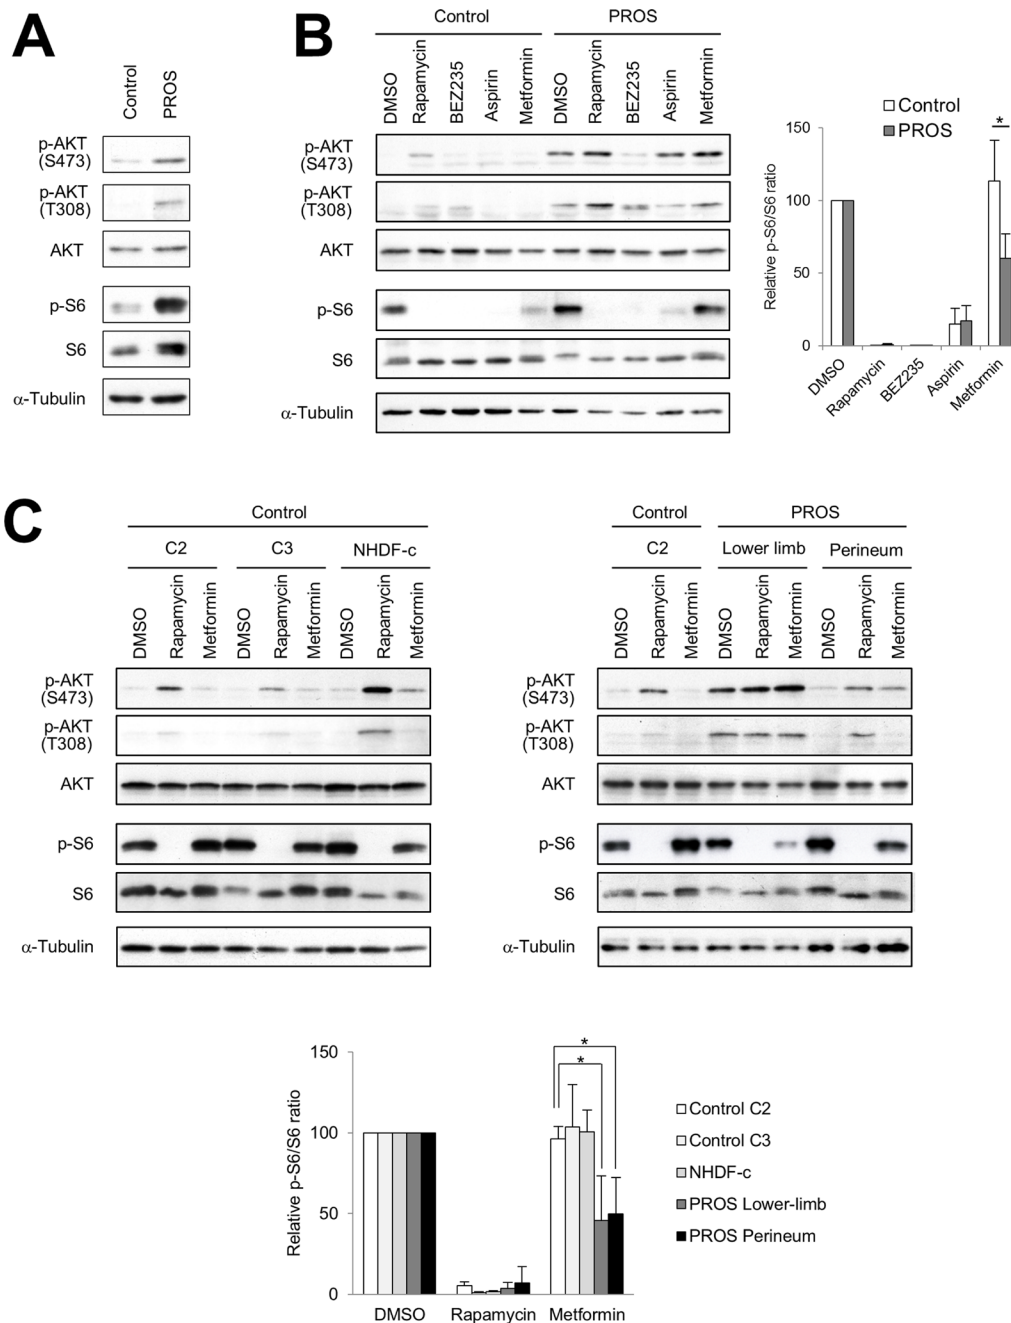 A
Control
PROS
p-AKT
(S473)
p-AKT
(T308)
AKT
p-S6
S6
α-Tubulin
B
Control
PROS
DMSO
Rapamycin
BEZ235
Aspirin
Metformin
DMSO
Rapamycin
BEZ235
Aspirin
Metformin
p-AKT
(S473)
p-AKT
(T308)
AKT
p-S6
S6
α-Tubulin
Control
PROS
*
Relative p-S6/S6 ratio
150
100
50
0
DMSO
Rapamycin
BEZ235
Aspirin
Metformin
C
Control
C2
C3
NHDF-c
DMSO
Rapamycin
Metformin
DMSO
Rapamycin
Metformin
DMSO
Rapamycin
Metformin
p-AKT
(S473)
p-AKT
(T308)
AKT
p-S6
S6
α-Tubulin
Control
PROS
C2
Lower limb
Perineum
DMSO
Rapamycin
Metformin
DMSO
Rapamycin
Metformin
DMSO
Rapamycin
Metformin
p-AKT
(S473)
p-AKT
(T308)
AKT
p-S6
S6
α-Tubulin
Relative p-S6/S6 ratio
150
100
50
0
*
*
DMSO
Rapamycin
Metformin
Control C2
Control C3
NHDF-c
PROS Lower-limb
PROS Perineum